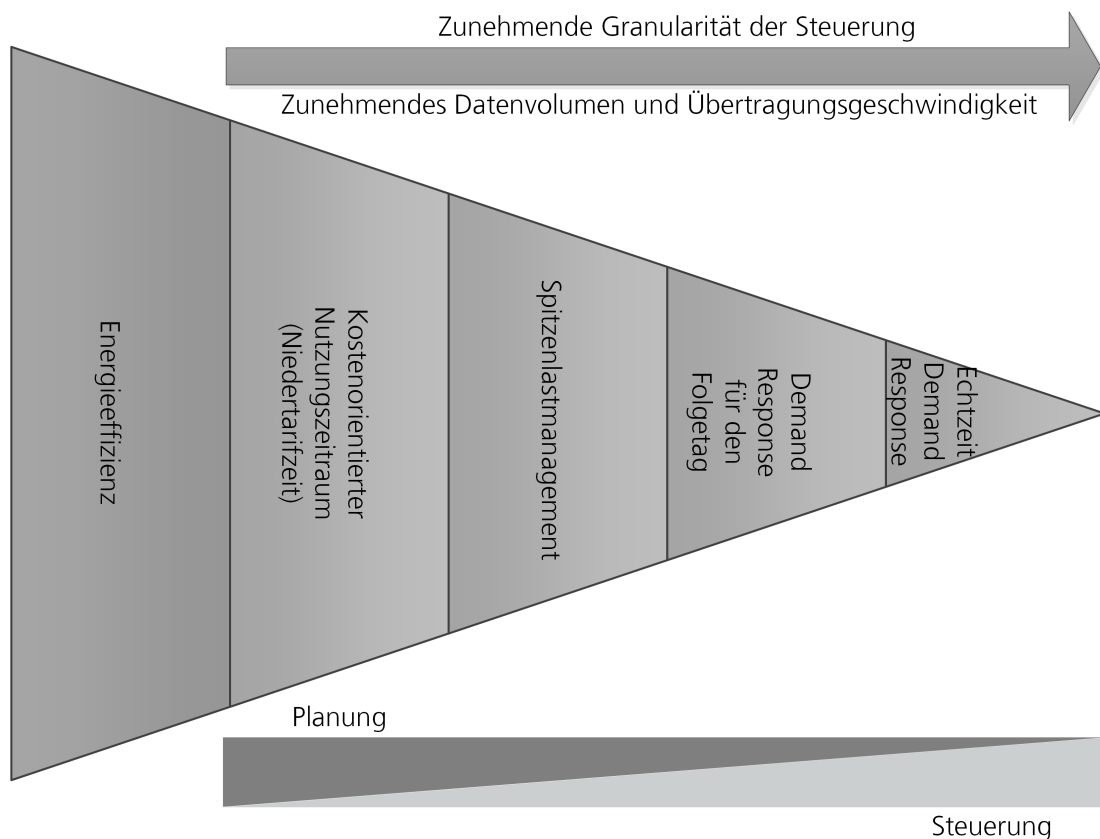 Zunehmende Granularität der Steuerung
Zunehmendes Datenvolumen und Übertragungsgeschwindigkeit
Energieeffizienz
Kostenorientierter
Nutzungszeitraum
(Niedertarifzeit)
Spitzenlastmanagement
Demand
Response
für den
Folgetag
Echtzeit
Demand
Response
Planung
Steuerung